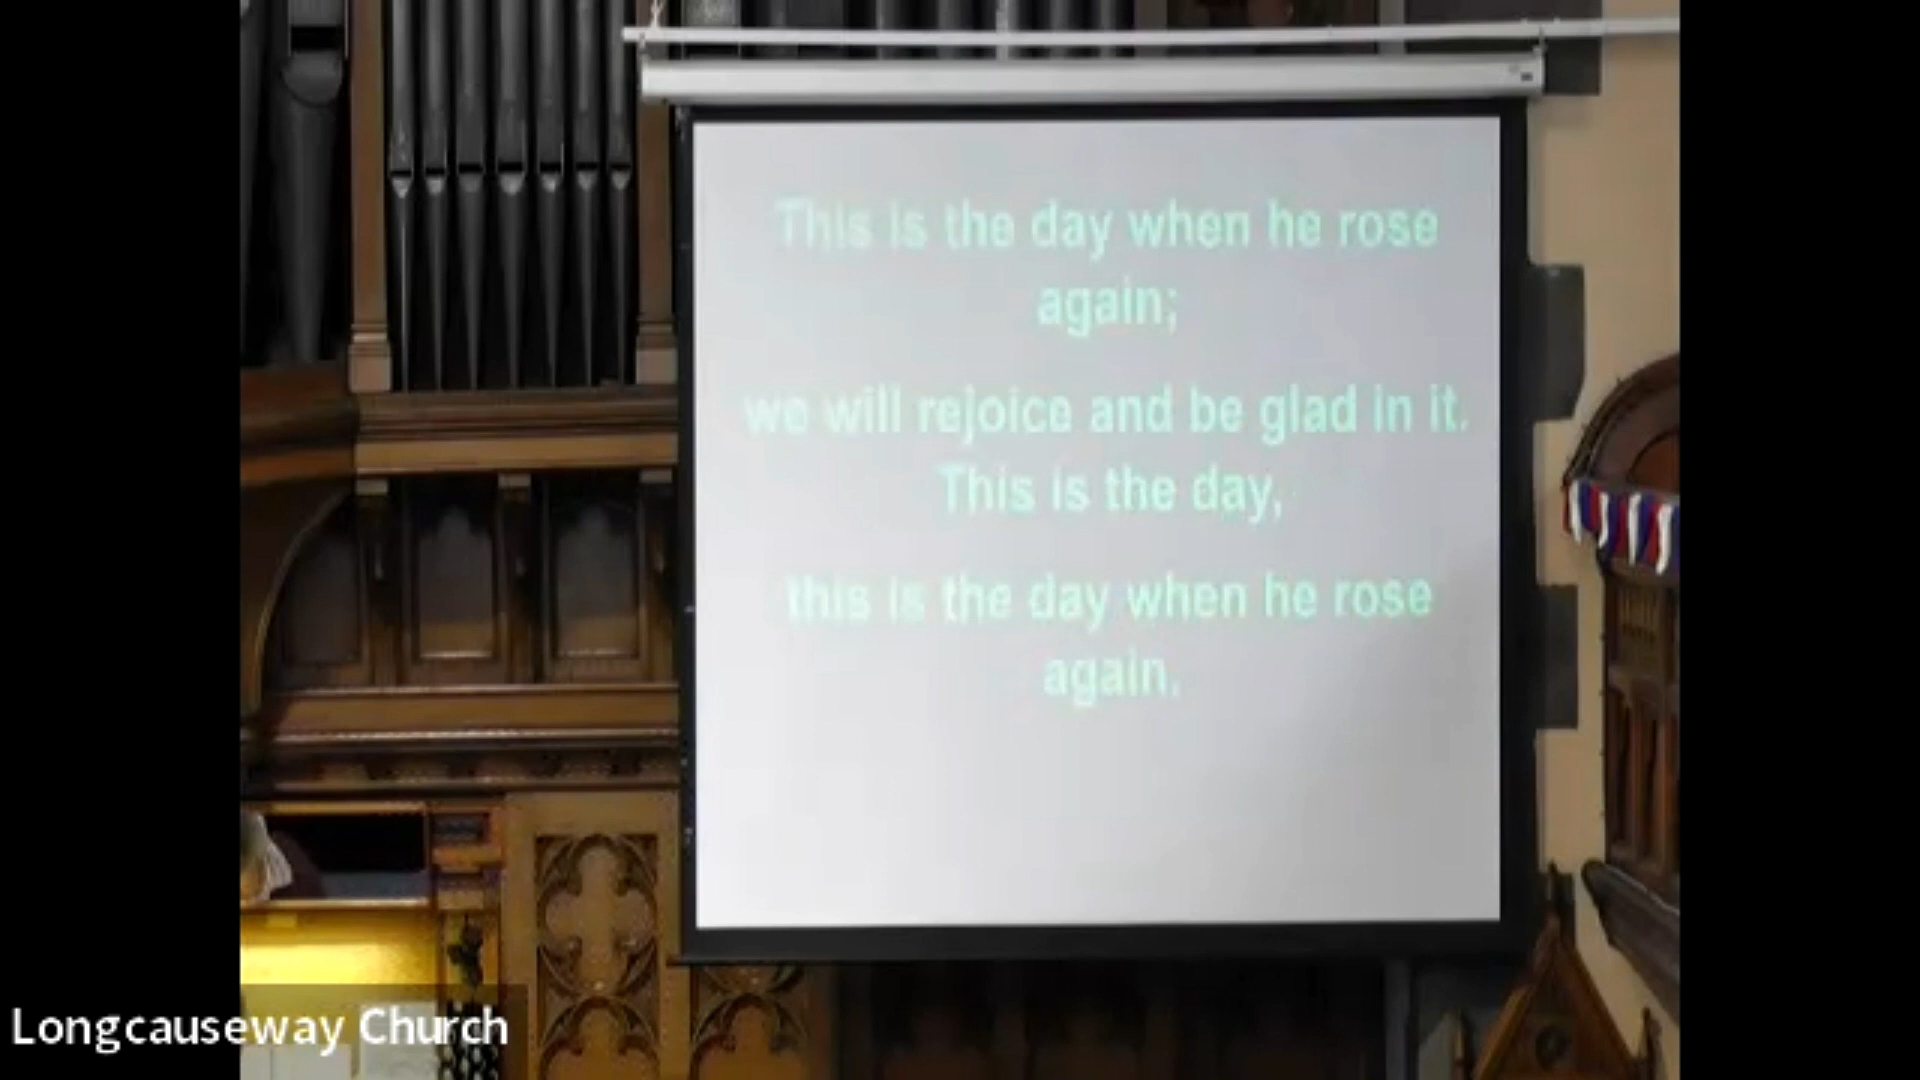 This is the day when he rose
again;
we will rejoice and be glad in it.
This is the day,
this is the day when he rose
again.
Longcauseway Church